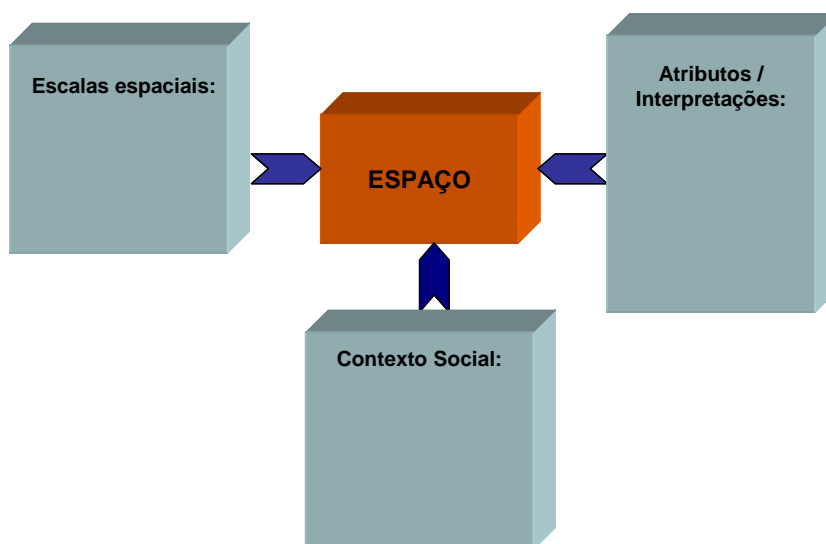 Escalas espaciais:
Atributos /
Interpretações:
ESPAÇO
Contexto Social: